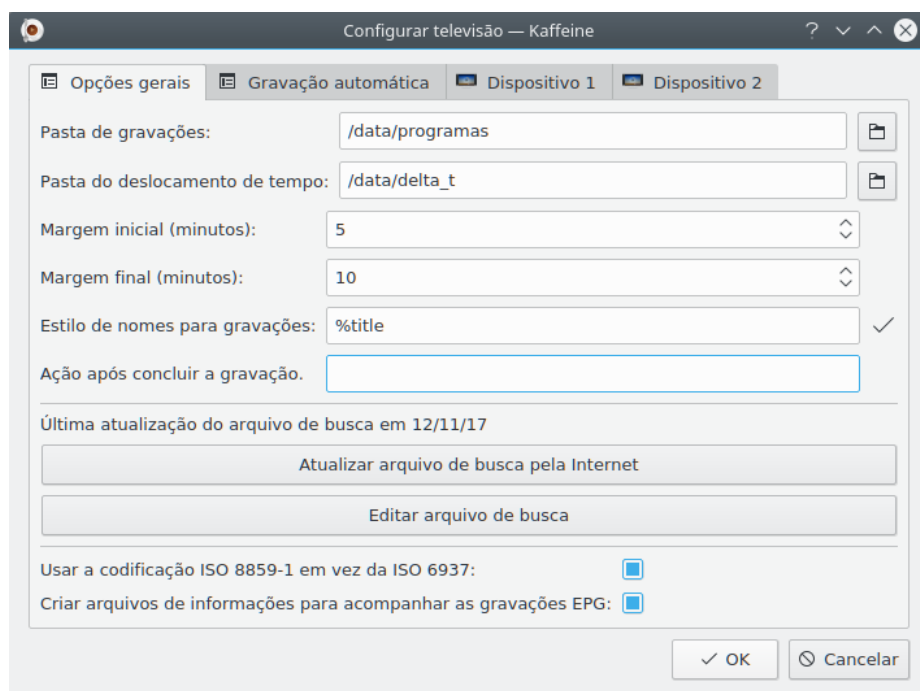 Configurar televisão — Kaffeine
Opções gerais Gravação automática Dispositivo 1 Dispositivo 2
Pasta de gravações: /data/programas
Pasta do deslocamento de tempo: /data/delta_t
Margem inicial (minutos): 5
Margem final (minutos): 10
Estilo de nomes para gravações: %title
Ação após concluir a gravação.
Última atualização do arquivo de busca em 12/11/17
Atualizar arquivo de busca pela Internet
Editar arquivo de busca
Usar a codificação ISO 8859-1 em vez da ISO 6937:
Criar arquivos de informações para acompanhar as gravações EPG:
OK Cancelar